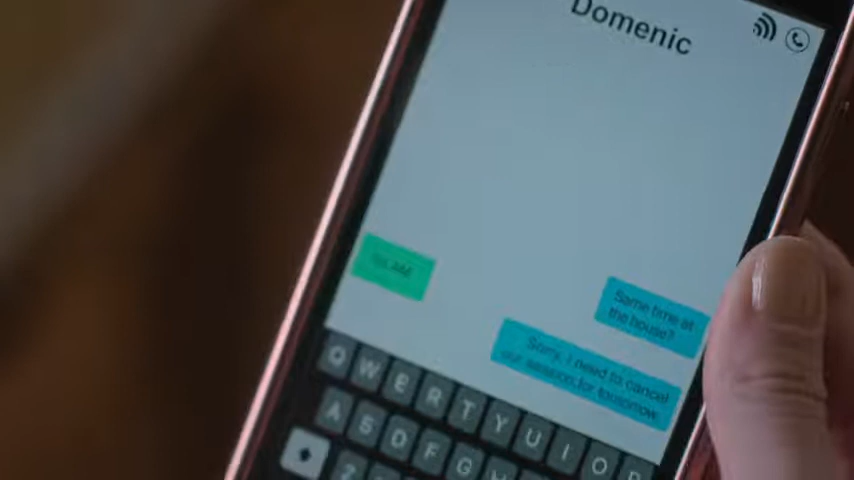 Domenic
Same time at
the house?
Sorry, I need to cancel
our session for tomorrow.
Q W E R T Y U I O P
A S D F G H
Z